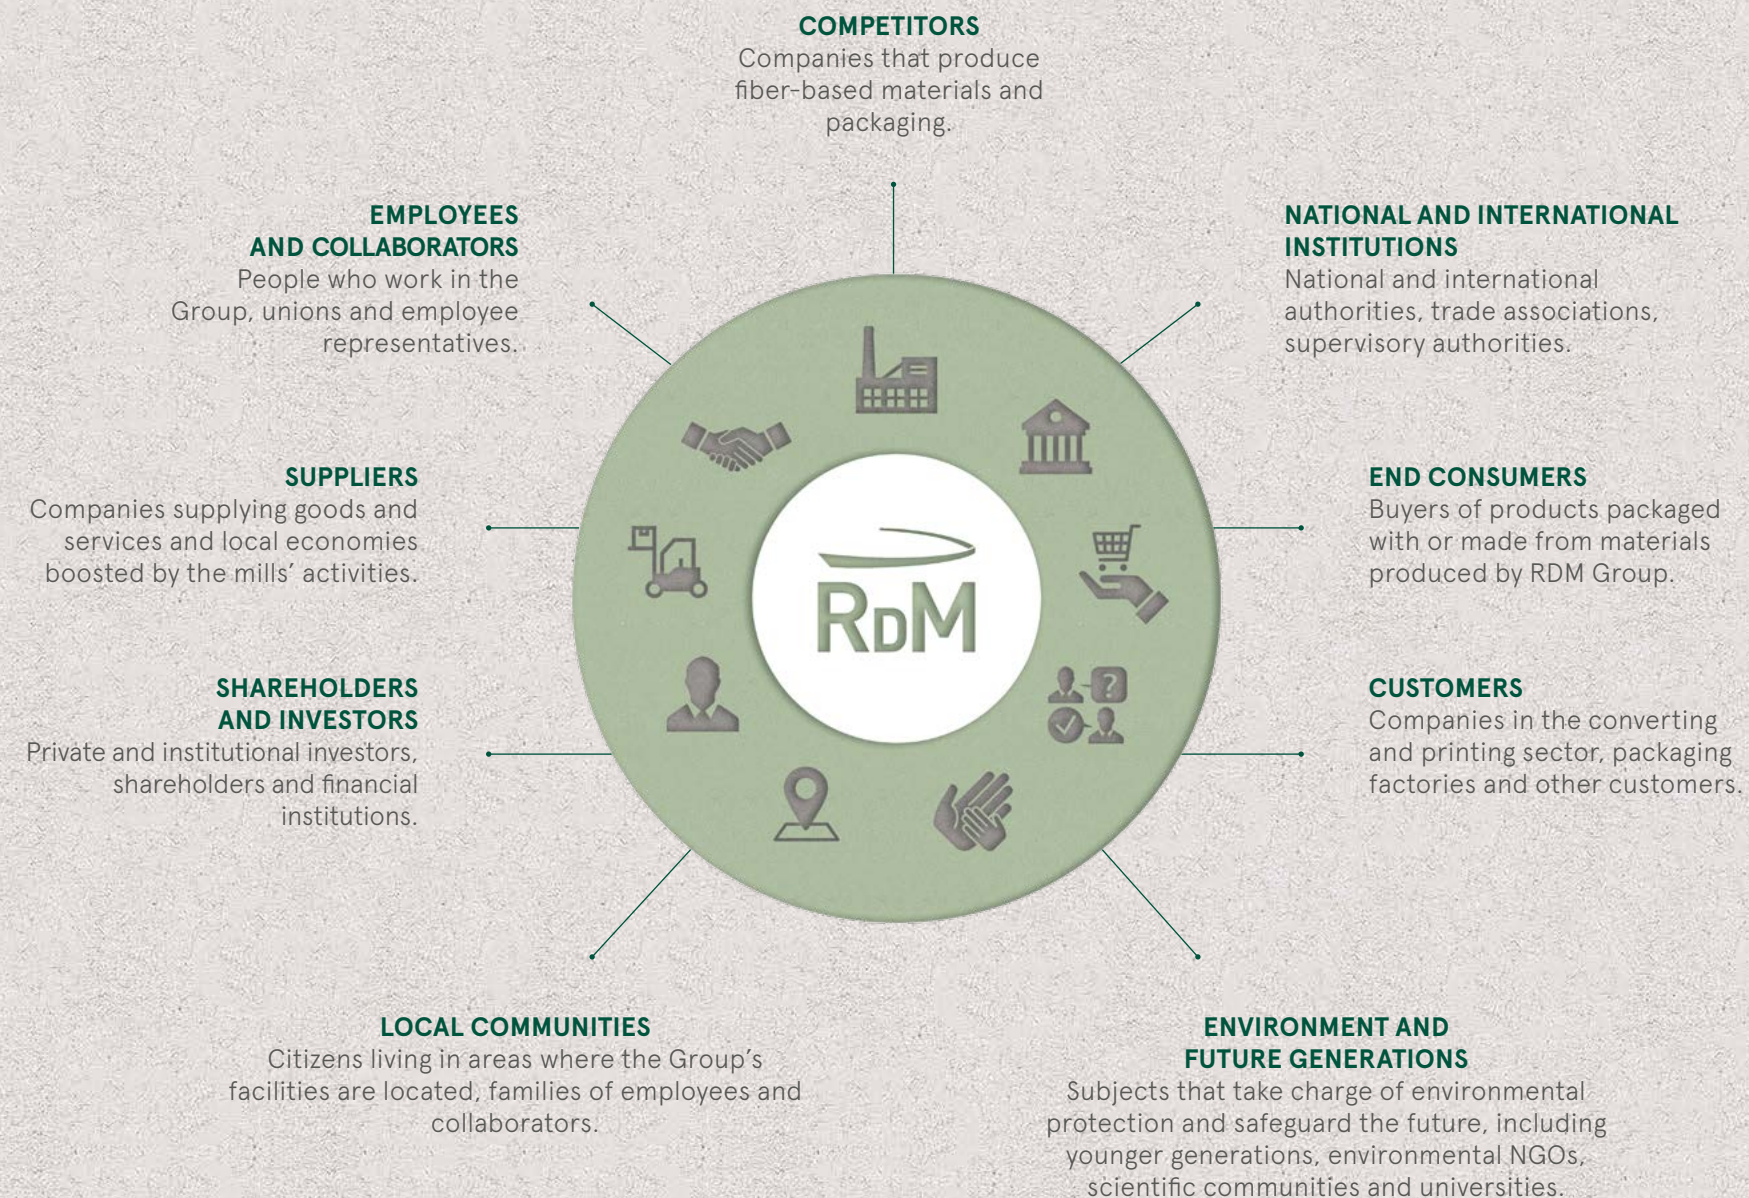 COMPETITORS
Companies that produce
fiber-based materials and
packaging.
EMPLOYEES
AND COLLABORATORS
People who work in the
Group, unions and employee
representatives.
NATIONAL AND INTERNATIONAL
INSTITUTIONS
National and international
authorities, trade associations,
supervisory authorities.
SUPPLIERS
Companies supplying goods and
services and local economies
boosted by the mills’ activities.
END CONSUMERS
Buyers of products packaged
with or made from materials
produced by RDM Group.
RDM
?
SHAREHOLDERS
AND INVESTORS
Private and institutional investors,
shareholders and financial
institutions.
CUSTOMERS
Companies in the converting
and printing sector, packaging
factories and other customers.
LOCAL COMMUNITIES
Citizens living in areas where the Group’s
facilities are located, families of employees and
collaborators.
ENVIRONMENT AND
FUTURE GENERATIONS
Subjects that take charge of environmental
protection and safeguard the future, including
younger generations, environmental NGOs,
scientific communities and universities.